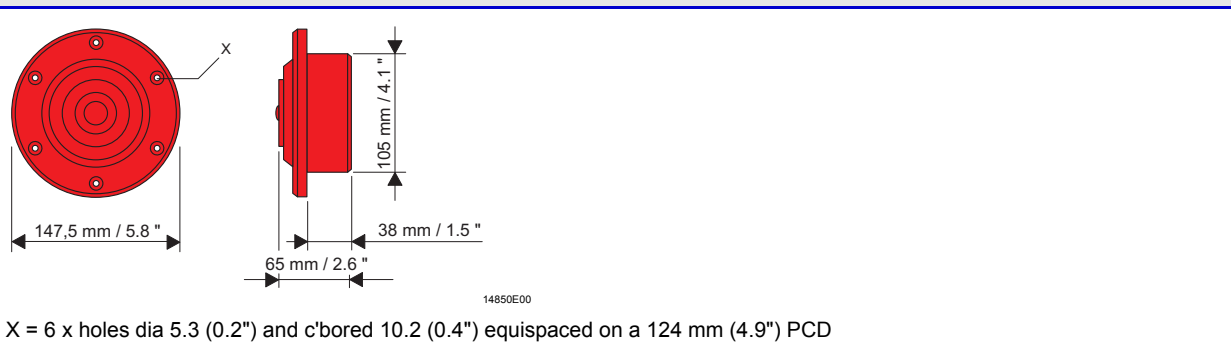 X
105 mm / 4.1 "
147,5 mm / 5.8 "
38 mm / 1.5 "
65 mm / 2.6 "
14850E00
X = 6 x holes dia 5.3 (0.2") and c'bored 10.2 (0.4") equispaced on a 124 mm (4.9") PCD